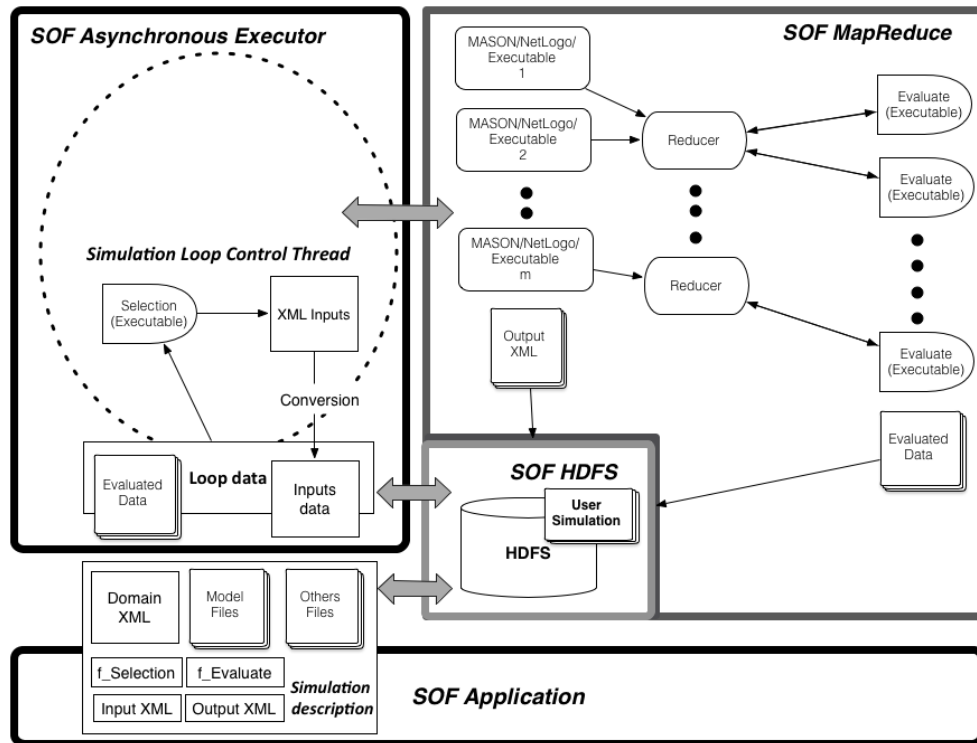 SOF Asynchronous Executor
Simulation Loop Control Thread
Selection
(Executable)
XML Inputs
Conversion
Loop data
Evaluated
Data
Inputs
data
SOF MapReduce
MASON/NetLogo/
Executable
1
MASON/NetLogo/
Executable
2
MASON/NetLogo/
Executable
m
Reducer
Reducer
Evaluate
(Executable)
Evaluate
(Executable)
Evaluate
(Executable)
Output
XML
Evaluated
Data
SOF HDFS
User
Simulation
HDFS
Domain
XML
Model
Files
Others
Files
f_Selection
f_Evaluate
Input XML
Output XML
Simulation
description
SOF Application